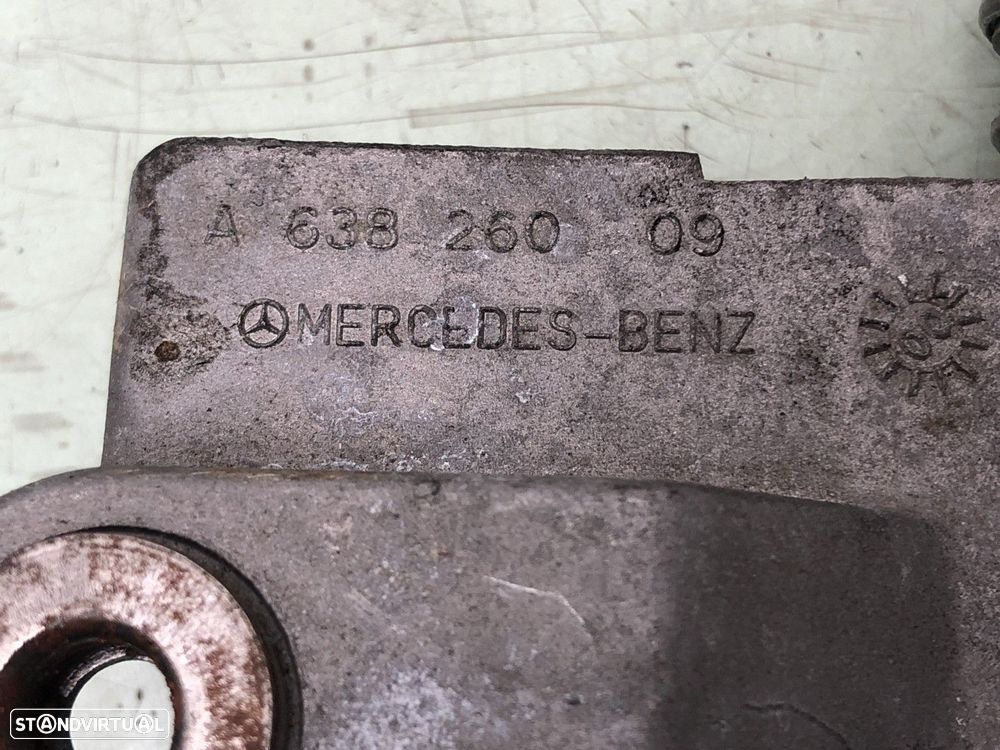 A 638 260 09
MERCEDES-BENZ
STANDVIRTUAL